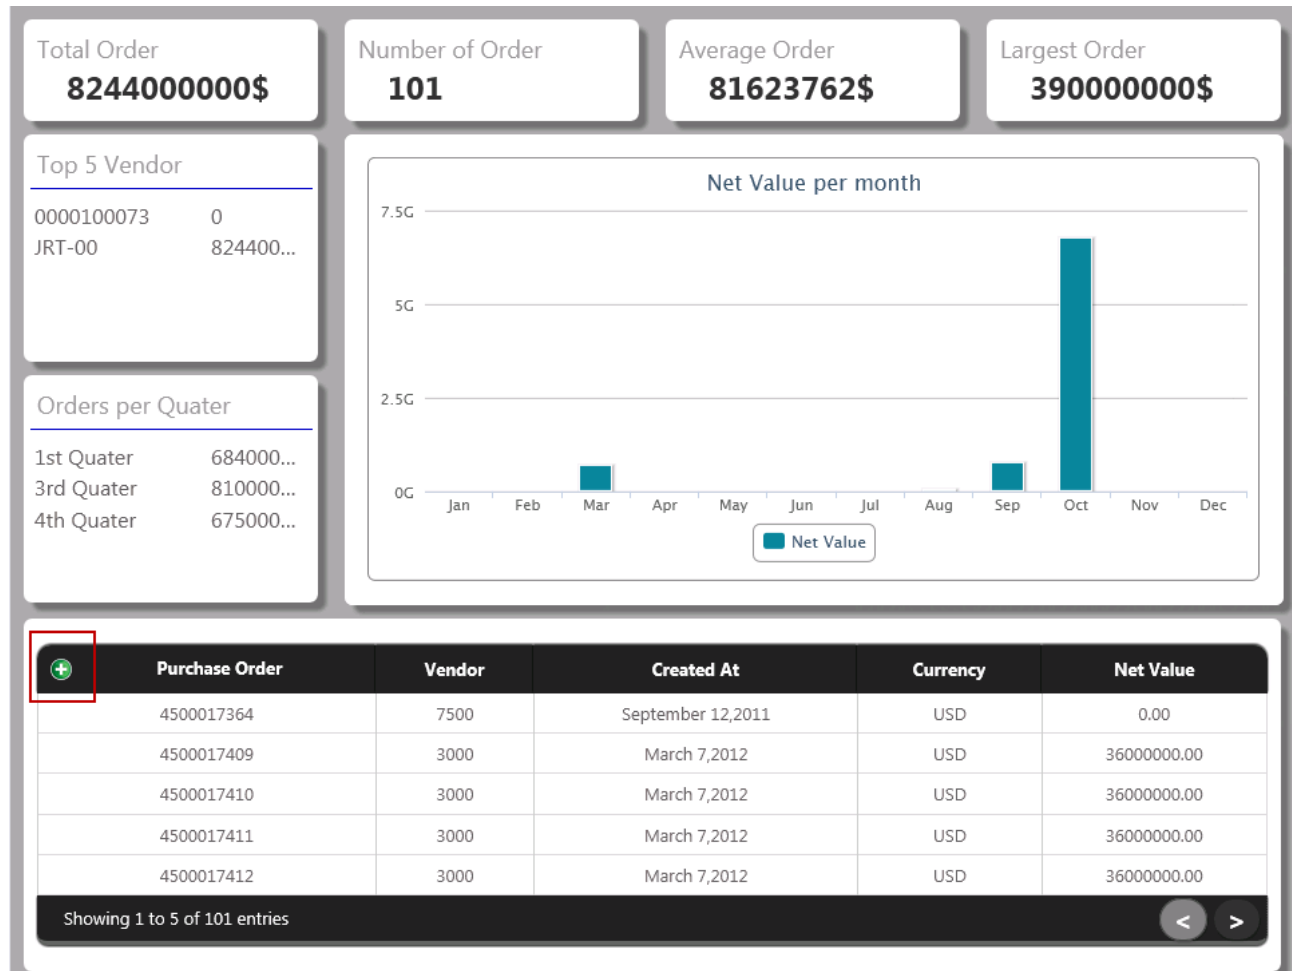 Total Order
8244000000$
Number of Order
101
Average Order
81623762$
Largest Order
390000000$
Top 5 Vendor
0000100073 0
JRT-00 824400...
Orders per Quater
1st Quater 684000...
3rd Quater 810000...
4th Quater 675000...
Net Value per month
7.5G
5G
2.5G
0G
Jan Feb Mar Apr May Jun Jul Aug Sep Oct Nov Dec
Net Value
Purchase Order Vendor Created At Currency Net Value
4500017364 7500 September 12,2011 USD 0.00
4500017409 3000 March 7,2012 USD 36000000.00
4500017410 3000 March 7,2012 USD 36000000.00
4500017411 3000 March 7,2012 USD 36000000.00
4500017412 3000 March 7,2012 USD 36000000.00
Showing 1 to 5 of 101 entries < >